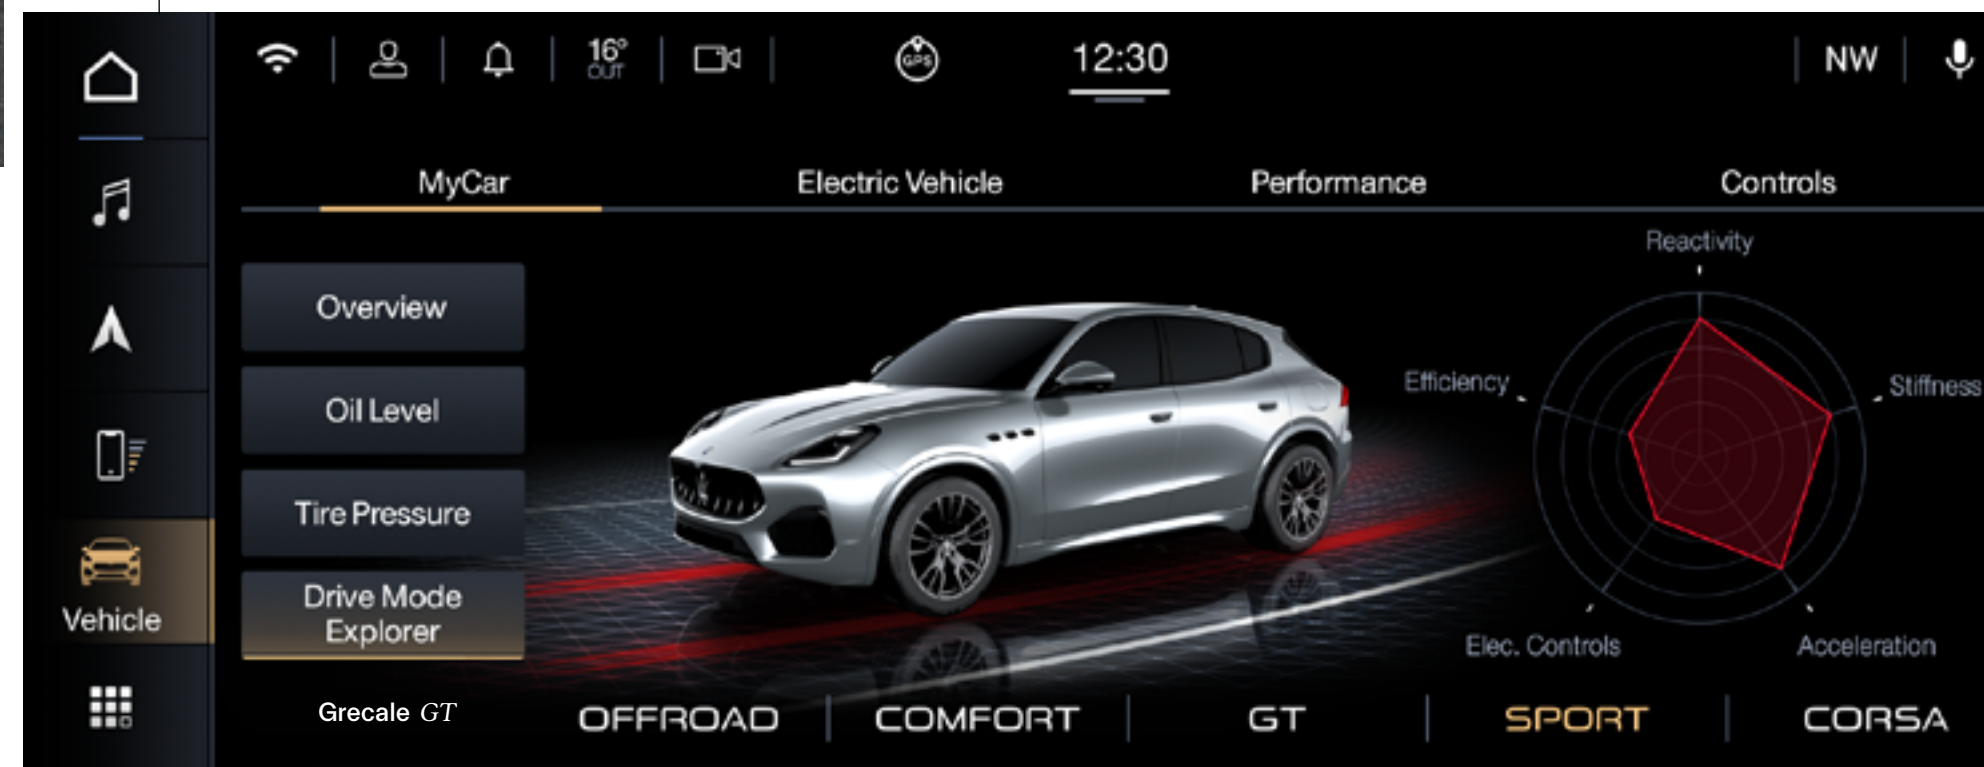 16°
OUT
GPS
12:30
NW
MyCar
Electric Vehicle
Performance
Controls
Overview
Oil Level
Tire Pressure
Drive Mode
Explorer
Vehicle
Reactivity
Efficiency
Stiffness
Elec. Controls
Acceleration
Grecale GT
OFFROAD
COMFORT
GT
SPORT
CORSA